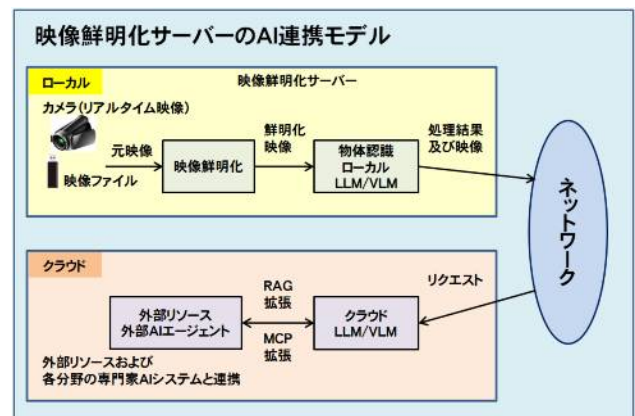 映像鮮明化サーバーのAI連携モデル
ローカル
映像鮮明化サーバー
カメラ(リアルタイム映像)
元映像
映像ファイル
映像鮮明化
鮮明化
映像
物体認識
ローカル
LLM/VLM
処理結果
及び映像
ネットワーク
クラウド
リクエスト
RAG
拡張
外部リソース
外部AIエージェント
MCP
拡張
クラウド
LLM/VLM
外部リソースおよび
各分野の専門家AIシステムと連携